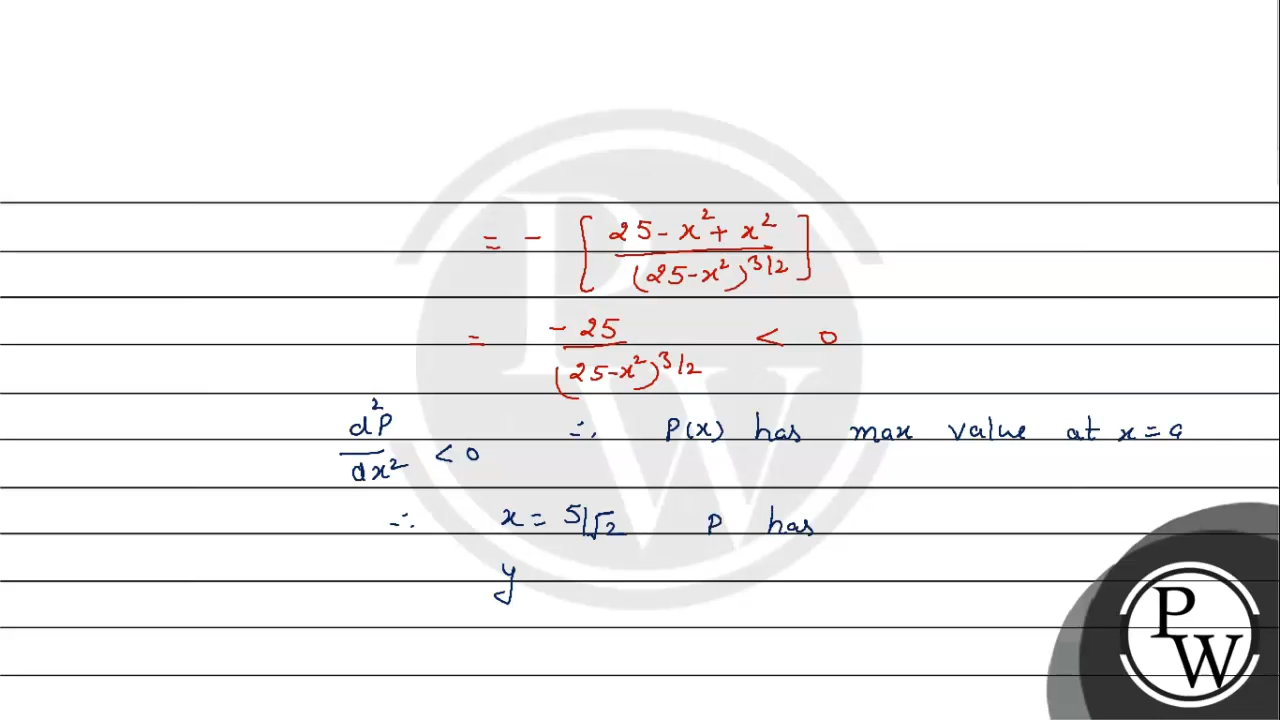 = - [ (25-x²+x²) / (25-x²)^3/2 ]
= -25 / (25-x²)^3/2 < 0
d²P/dx² < 0 ∴ P(x) has max value at x = a
∴ x = 5/√2 P has
y
PW